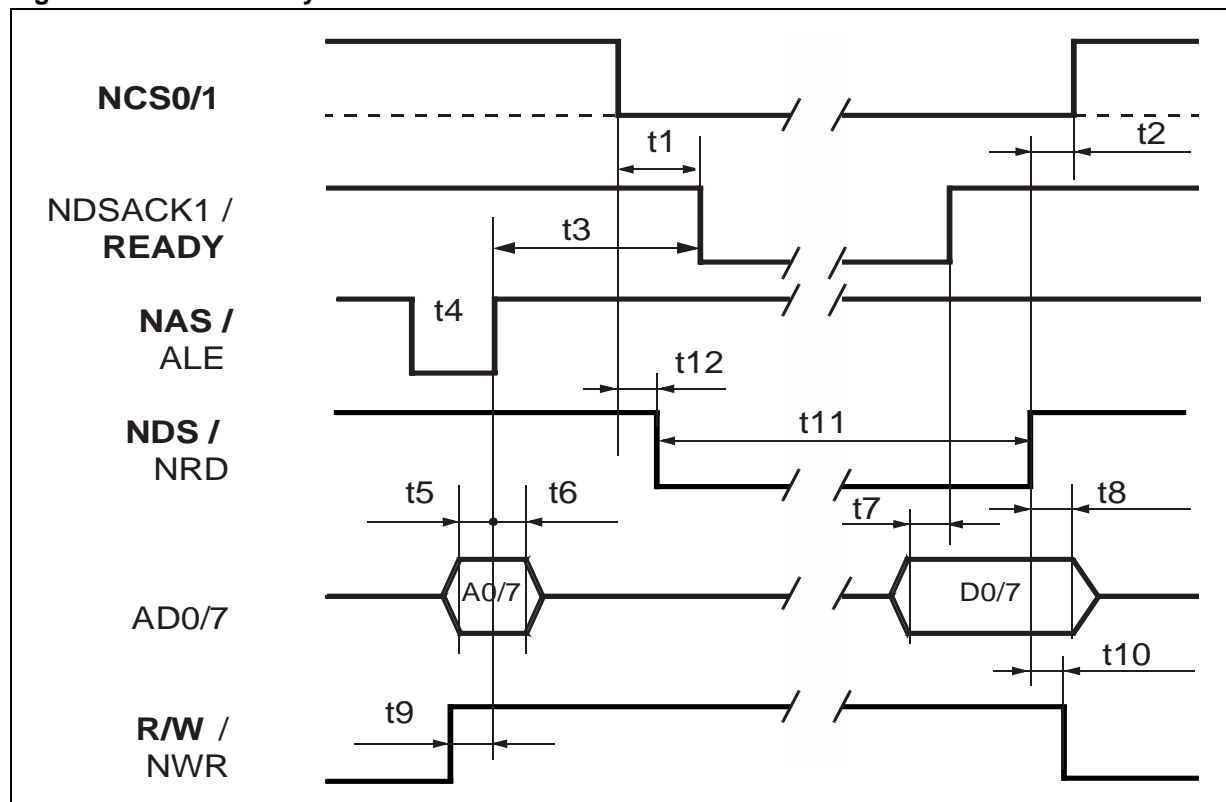 NCS0/1
t1
t2
NDSACK1 /
READY
t3
NAS /
ALE
t4
t12
NDS /
NRD
t11
t5
t6
t7
t8
AD0/7
A0/7
D0/7
t10
R/W /
NWR
t9